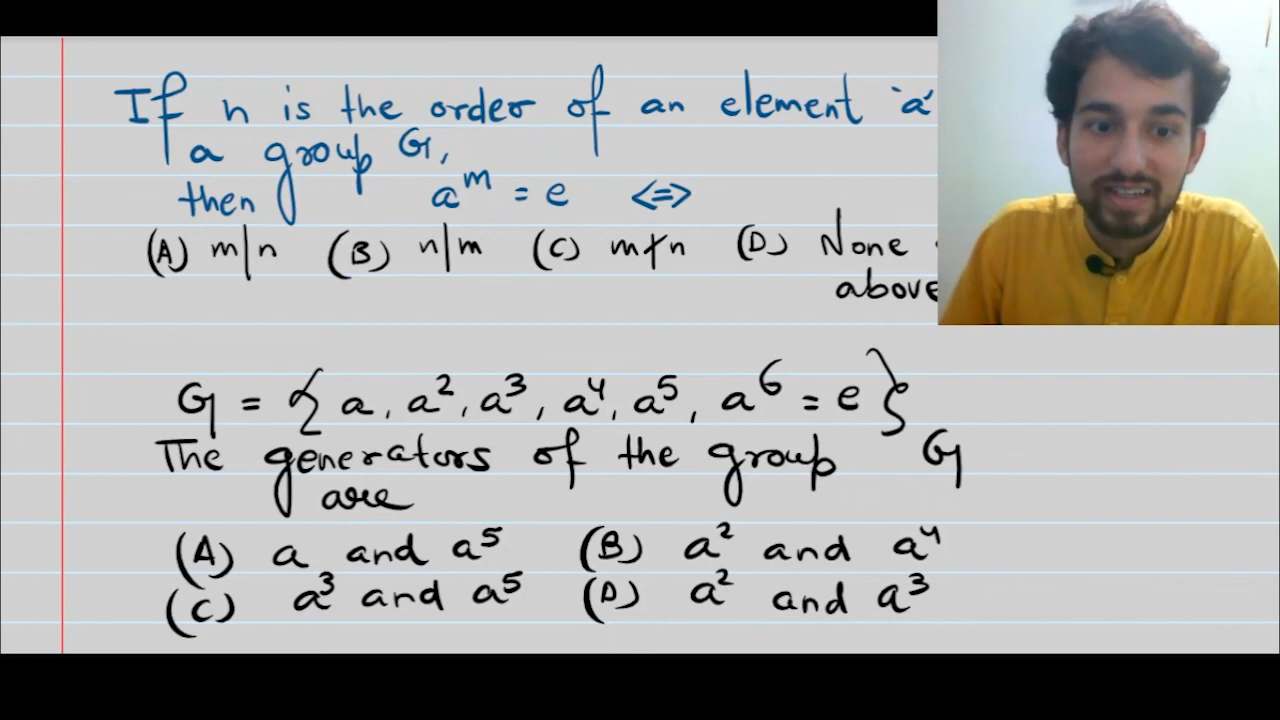 If n is the order of an element 'a'
a group G,
then a^m = e <=>
(A) m|n (B) n|m (C) m∤n (D) None
above
G = { a, a², a³, a⁴, a⁵, a⁶ = e }
The generators of the group G
are
(A) a and a⁵ (B) a² and a⁴
(C) a³ and a⁵ (D) a² and a³